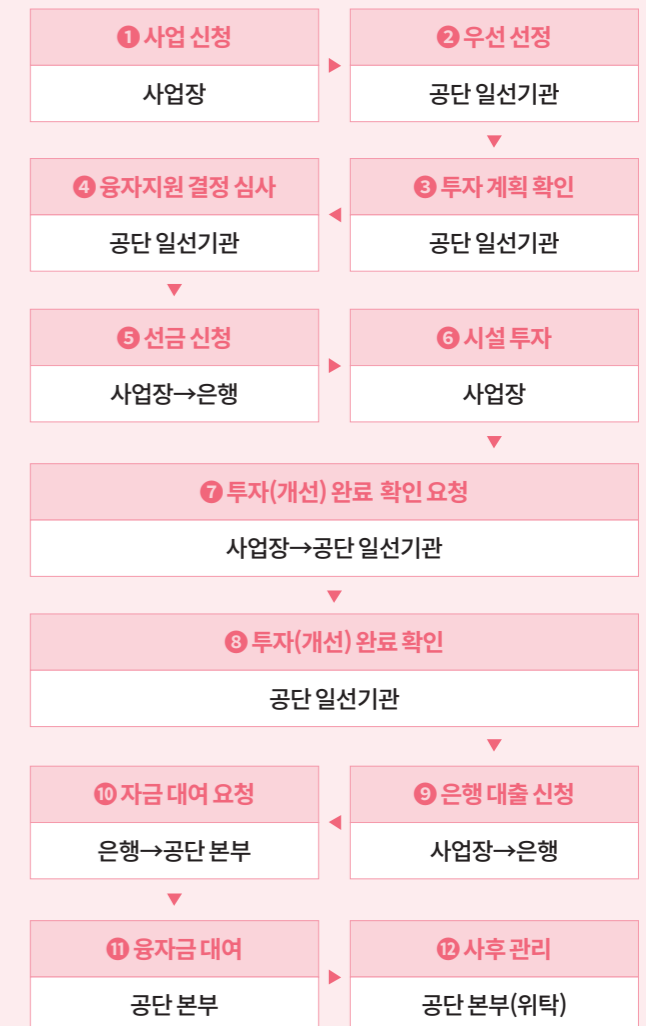 ❶ 사업 신청
사업장
❷ 우선 선정
공단 일선기관
❸ 투자 계획 확인
공단 일선기관
❹ 융자지원 결정 심사
공단 일선기관
❺ 선금 신청
사업장→은행
❻ 시설 투자
사업장
❼ 투자(개선) 완료 확인 요청
사업장→공단 일선기관
❽ 투자(개선) 완료 확인
공단 일선기관
❾ 은행 대출 신청
사업장→은행
❿ 자금 대여 요청
은행→공단 본부
⓫ 융자금 대여
공단 본부
⓬ 사후 관리
공단 본부(위탁)